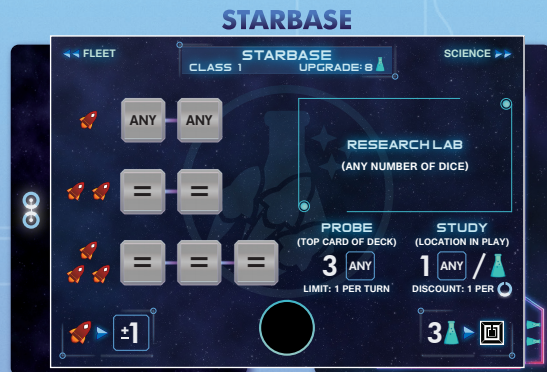 STARBASE
FLEET
STARBASE
CLASS 1 UPGRADE: 8
SCIENCE
ANY ANY
RESEARCH LAB
(ANY NUMBER OF DICE)
= =
PROBE
(TOP CARD OF DECK)
3 ANY
LIMIT: 1 PER TURN
STUDY
(LOCATION IN PLAY)
1 ANY /
DISCOUNT: 1 PER
= = =
±1
3